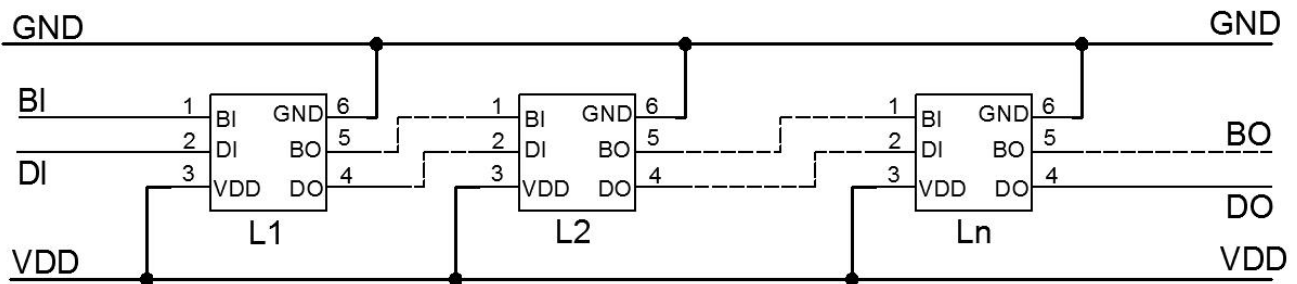 GND GND
BI 1 BI GND 6 1 BI GND 6 1 BI GND 6
DI 2 DI BO 5 2 DI BO 5 2 DI BO 5 BO
3 VDD DO 4 3 VDD DO 4 3 VDD DO 4 DO
L1 L2 Ln
VDD VDD